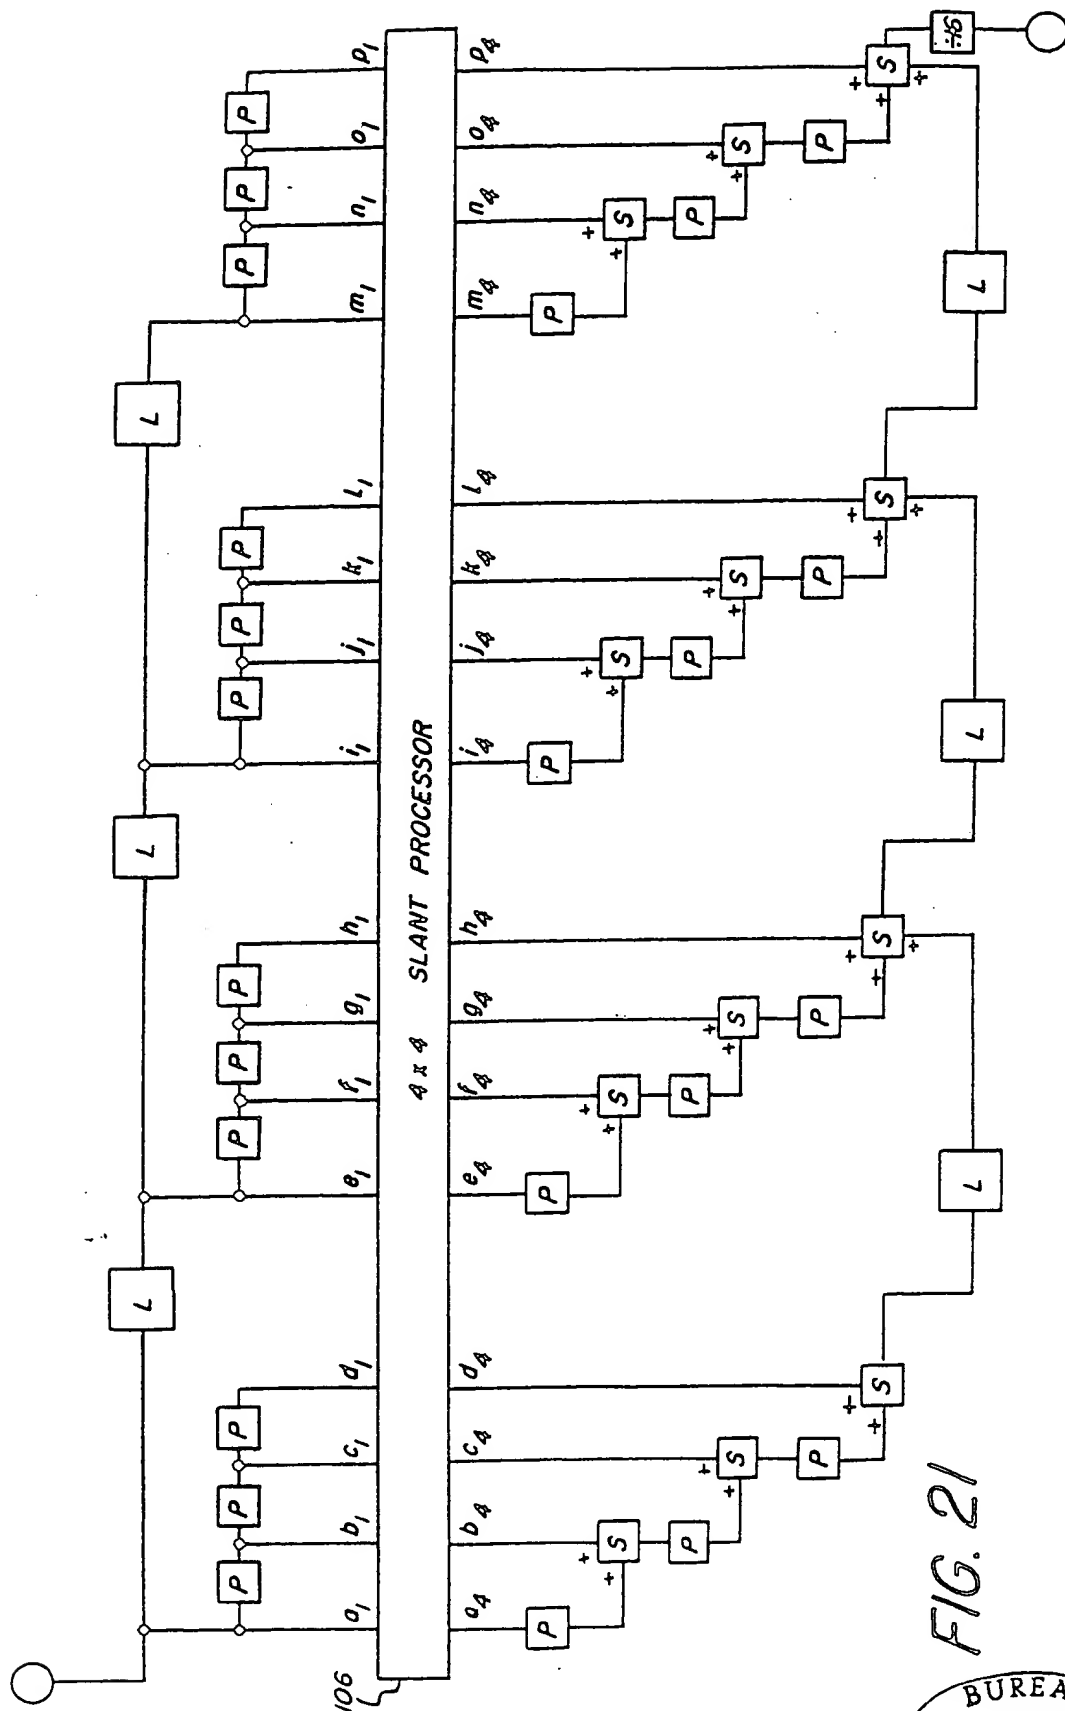 P P P P P P P P P P P P
L L L
a1 b1 c1 d1 e1 f1 g1 h1 i1 j1 k1 l1 m1 n1 o1 p1
106
4 x 4 SLANT PROCESSOR
a4 b4 c4 d4 e4 f4 g4 h4 i4 j4 k4 l4 m4 n4 o4 p4
P + + S P + + S P + + S
P + + S P + + S P + + + S
P + + S P + + S P + + + S
P + + S P + + S P + + + S
÷16
L L L
FIG. 21
BUREA